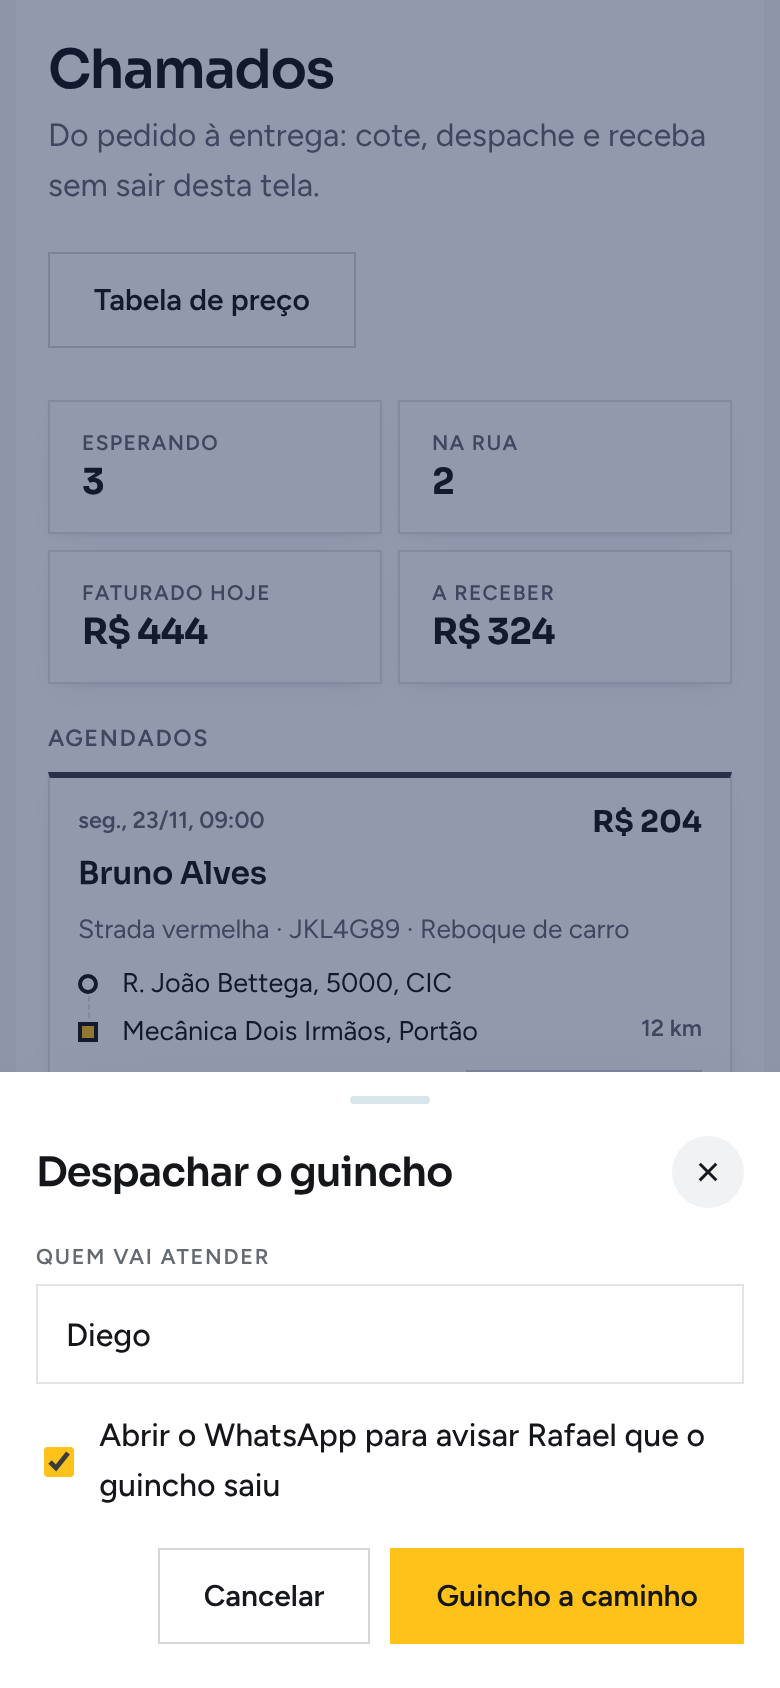 Chamados
Do pedido à entrega: cote, despache e receba
sem sair desta tela.
Tabela de preço
ESPERANDO
3
NA RUA
2
FATURADO HOJE
R$ 444
A RECEBER
R$ 324
AGENDADOS
seg., 23/11, 09:00
R$ 204
Bruno Alves
Strada vermelha · JKL4G89 · Reboque de carro
R. João Bettega, 5000, CIC
Mecânica Dois Irmãos, Portão
12 km
Despachar o guincho
QUEM VAI ATENDER
Diego
Abrir o WhatsApp para avisar Rafael que o
guincho saiu
Cancelar
Guincho a caminho